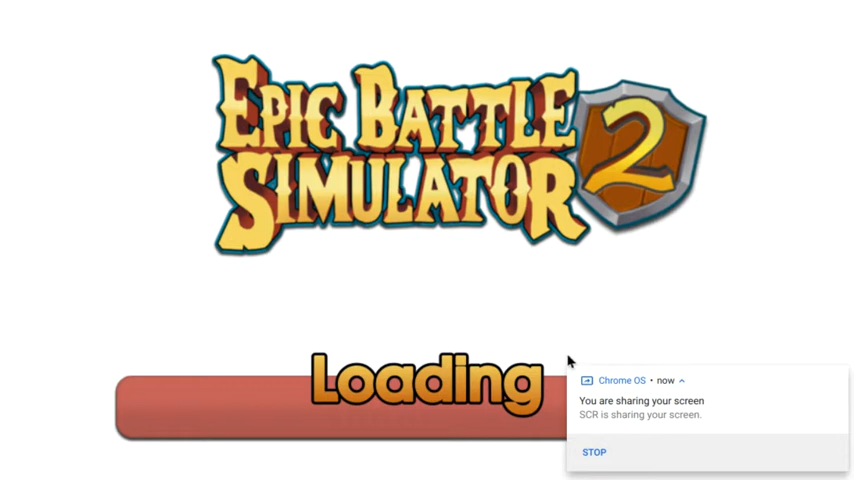 EPIC BATTLE
SIMULATOR 2
Loading
Chrome OS • now
You are sharing your screen
SCR is sharing your screen.
STOP